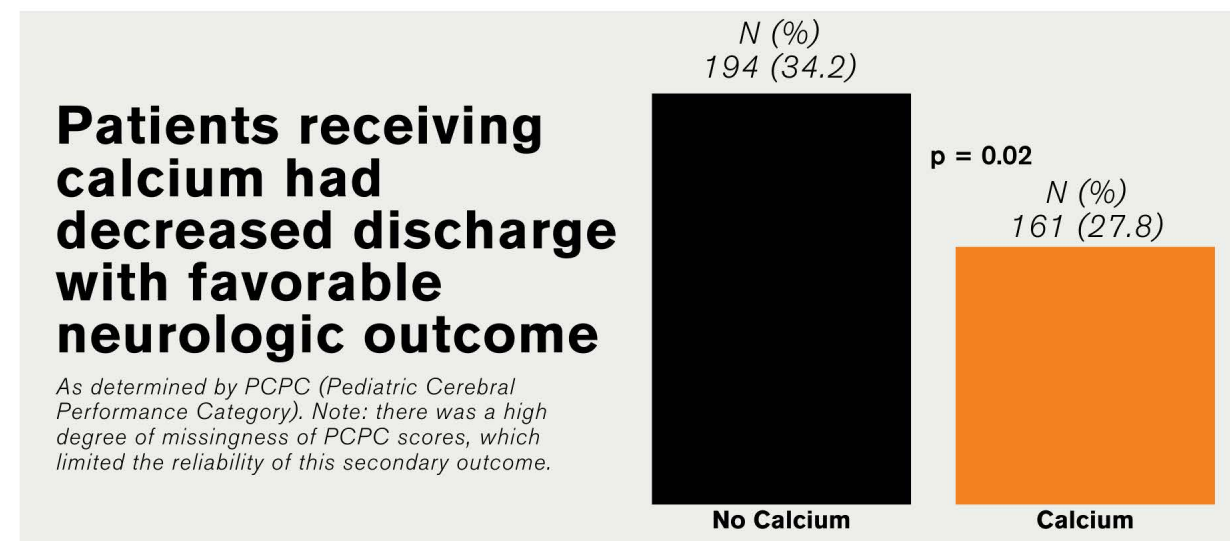 Patients receiving
calcium had
decreased discharge
with favorable
neurologic outcome
As determined by PCPC (Pediatric Cerebral
Performance Category). Note: there was a high
degree of missingness of PCPC scores, which
limited the reliability of this secondary outcome.
N (%)
194 (34.2)
p = 0.02
N (%)
161 (27.8)
No Calcium
Calcium